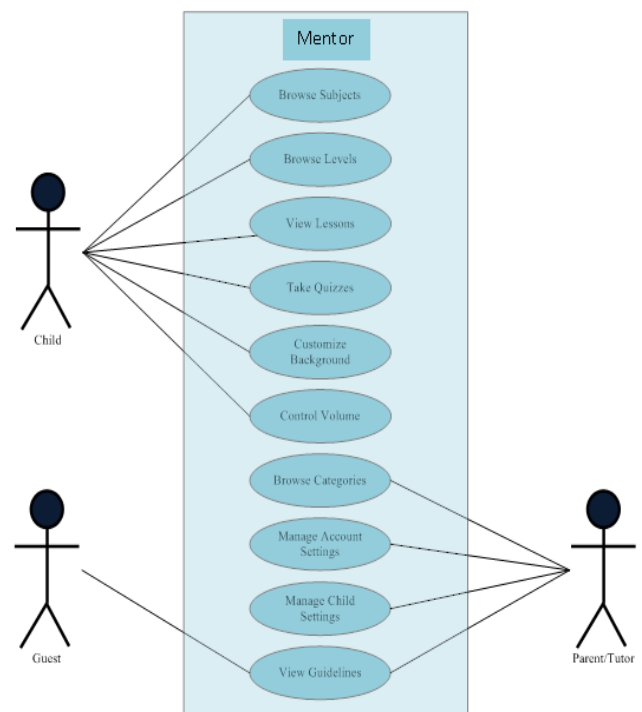 Mentor
Browse Subjects
Browse Levels
View Lessons
Take Quizzes
Child
Customize
Background
Control Volume
Browse Categories
Manage Account
Settings
Manage Child
Settings
Guest
View Guidelines
Parent/Tutor